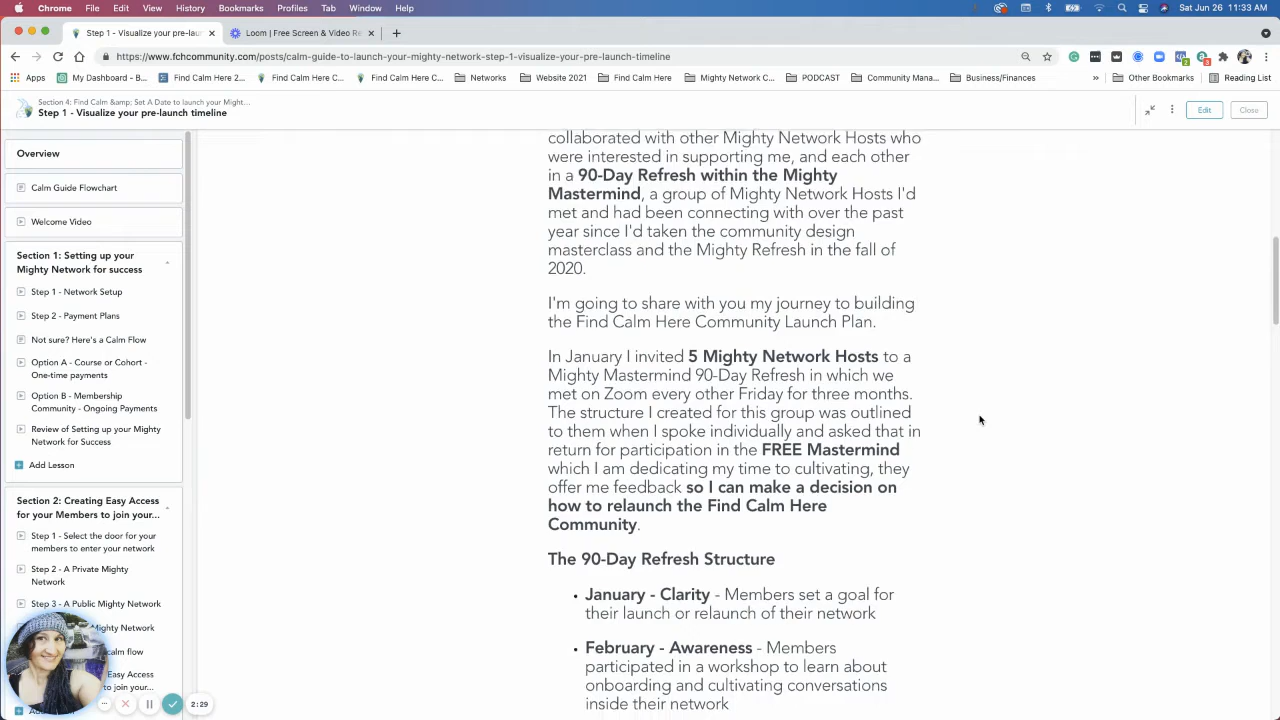 Chrome File Edit View History Bookmarks Profiles Tab Window Help Sat Jun 26 11:33 AM
Step 1 - Visualize your pre-lau
Loom | Free Screen & Video Re
https://www.fchcommunity.com/posts/calm-guide-to-launch-your-mighty-network-step-1-visualize-your-pre-launch-timeline
2
3
Apps My Dashboard - B... Find Calm Here 2... Find Calm Here C... Find Calm Here C... Networks Website 2021 Find Calm Here Mighty Network C... PODCAST Community Mana... Business/Finances » Other Bookmarks Reading List
Section 4: Find Calm &amp; Set A Date to launch your Might...
Step 1 - Visualize your pre-launch timeline
Edit Close
Overview
Calm Guide Flowchart
Welcome Video
Section 1: Setting up your
Mighty Network for success
Step 1 - Network Setup
Step 2 - Payment Plans
Not sure? Here's a Calm Flow
Option A - Course or Cohort -
One-time payments
Option B - Membership
Community - Ongoing Payments
Review of Setting up your Mighty
Network for Success
Add Lesson
Section 2: Creating Easy Access
for your Members to join your...
Step 1 - Select the door for your
members to enter your network
Step 2 - A Private Mighty
Network
Step 3 - A Public Mighty Network
Mighty Network
calm flow
Easy Access
to join your...
2:29
collaborated with other Mighty Network Hosts who
were interested in supporting me, and each other
in a 90-Day Refresh within the Mighty
Mastermind, a group of Mighty Network Hosts I'd
met and had been connecting with over the past
year since I'd taken the community design
masterclass and the Mighty Refresh in the fall of
2020.
I'm going to share with you my journey to building
the Find Calm Here Community Launch Plan.
In January I invited 5 Mighty Network Hosts to a
Mighty Mastermind 90-Day Refresh in which we
met on Zoom every other Friday for three months.
The structure I created for this group was outlined
to them when I spoke individually and asked that in
return for participation in the FREE Mastermind
which I am dedicating my time to cultivating, they
offer me feedback so I can make a decision on
how to relaunch the Find Calm Here
Community.
The 90-Day Refresh Structure
• January - Clarity - Members set a goal for
their launch or relaunch of their network
• February - Awareness - Members
participated in a workshop to learn about
onboarding and cultivating conversations
inside their network